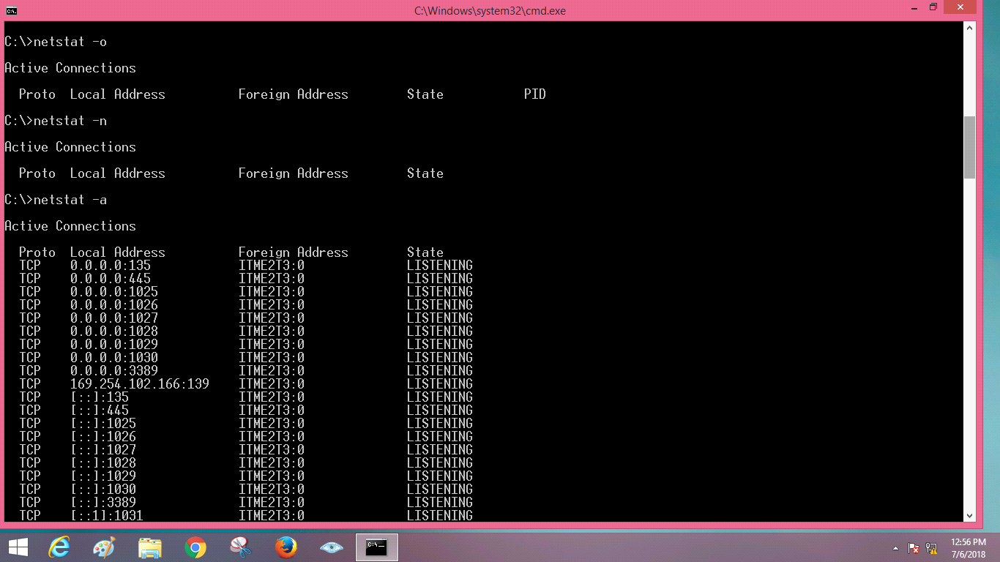 C:\Windows\system32\cmd.exe
C:\>netstat -o
Active Connections
Proto  Local Address          Foreign Address        State           PID
C:\>netstat -n
Active Connections
Proto  Local Address          Foreign Address        State
C:\>netstat -a
Active Connections
Proto  Local Address          Foreign Address        State
TCP    0.0.0.0:135            ITME2T3:0              LISTENING
TCP    0.0.0.0:445            ITME2T3:0              LISTENING
TCP    0.0.0.0:1025           ITME2T3:0              LISTENING
TCP    0.0.0.0:1026           ITME2T3:0              LISTENING
TCP    0.0.0.0:1027           ITME2T3:0              LISTENING
TCP    0.0.0.0:1028           ITME2T3:0              LISTENING
TCP    0.0.0.0:1029           ITME2T3:0              LISTENING
TCP    0.0.0.0:1030           ITME2T3:0              LISTENING
TCP    0.0.0.0:3389           ITME2T3:0              LISTENING
TCP    169.254.102.166:139    ITME2T3:0              LISTENING
TCP    [::]:135               ITME2T3:0              LISTENING
TCP    [::]:445               ITME2T3:0              LISTENING
TCP    [::]:1025              ITME2T3:0              LISTENING
TCP    [::]:1026              ITME2T3:0              LISTENING
TCP    [::]:1027              ITME2T3:0              LISTENING
TCP    [::]:1028              ITME2T3:0              LISTENING
TCP    [::]:1029              ITME2T3:0              LISTENING
TCP    [::]:1030              ITME2T3:0              LISTENING
TCP    [::]:3389              ITME2T3:0              LISTENING
TCP    [::1]:1031             ITME2T3:0              LISTENING
12:56 PM
7/6/2018